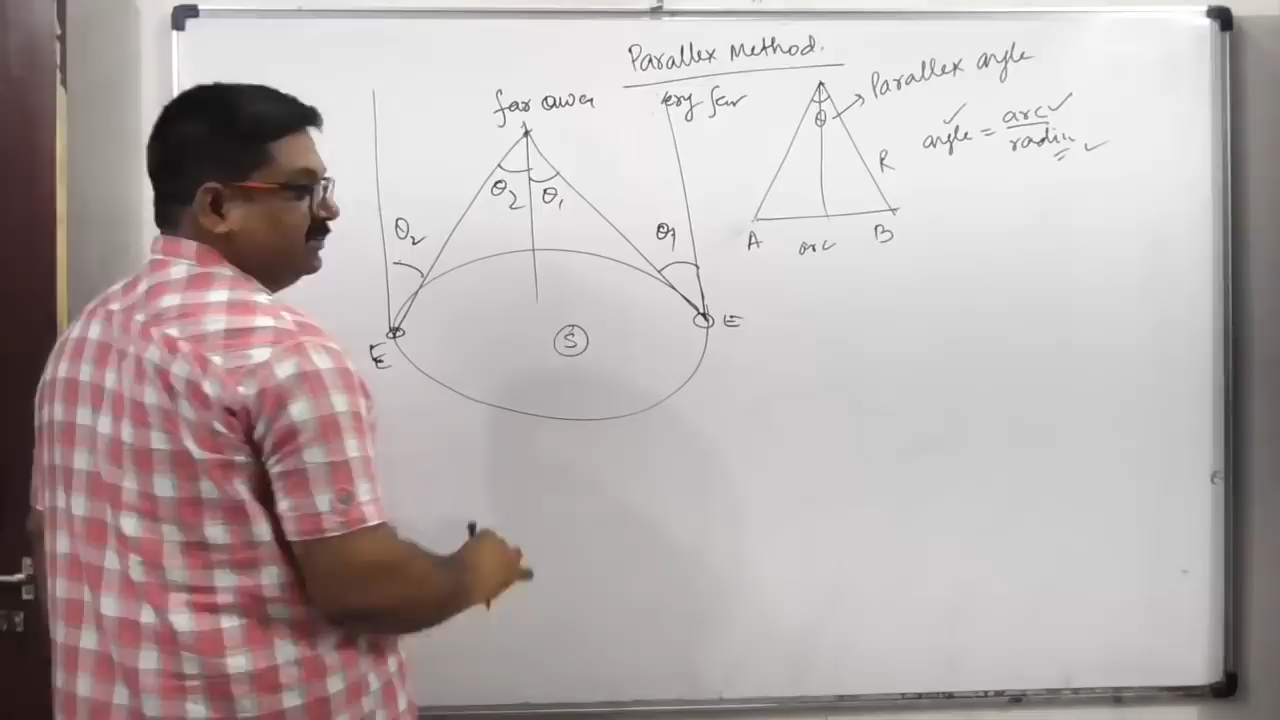 Parallex Method.
far away
very far
Parallex angle
θ
angle = arc
radius
R
θ2 θ1
θ2
θ1
A arc B
E
S
E